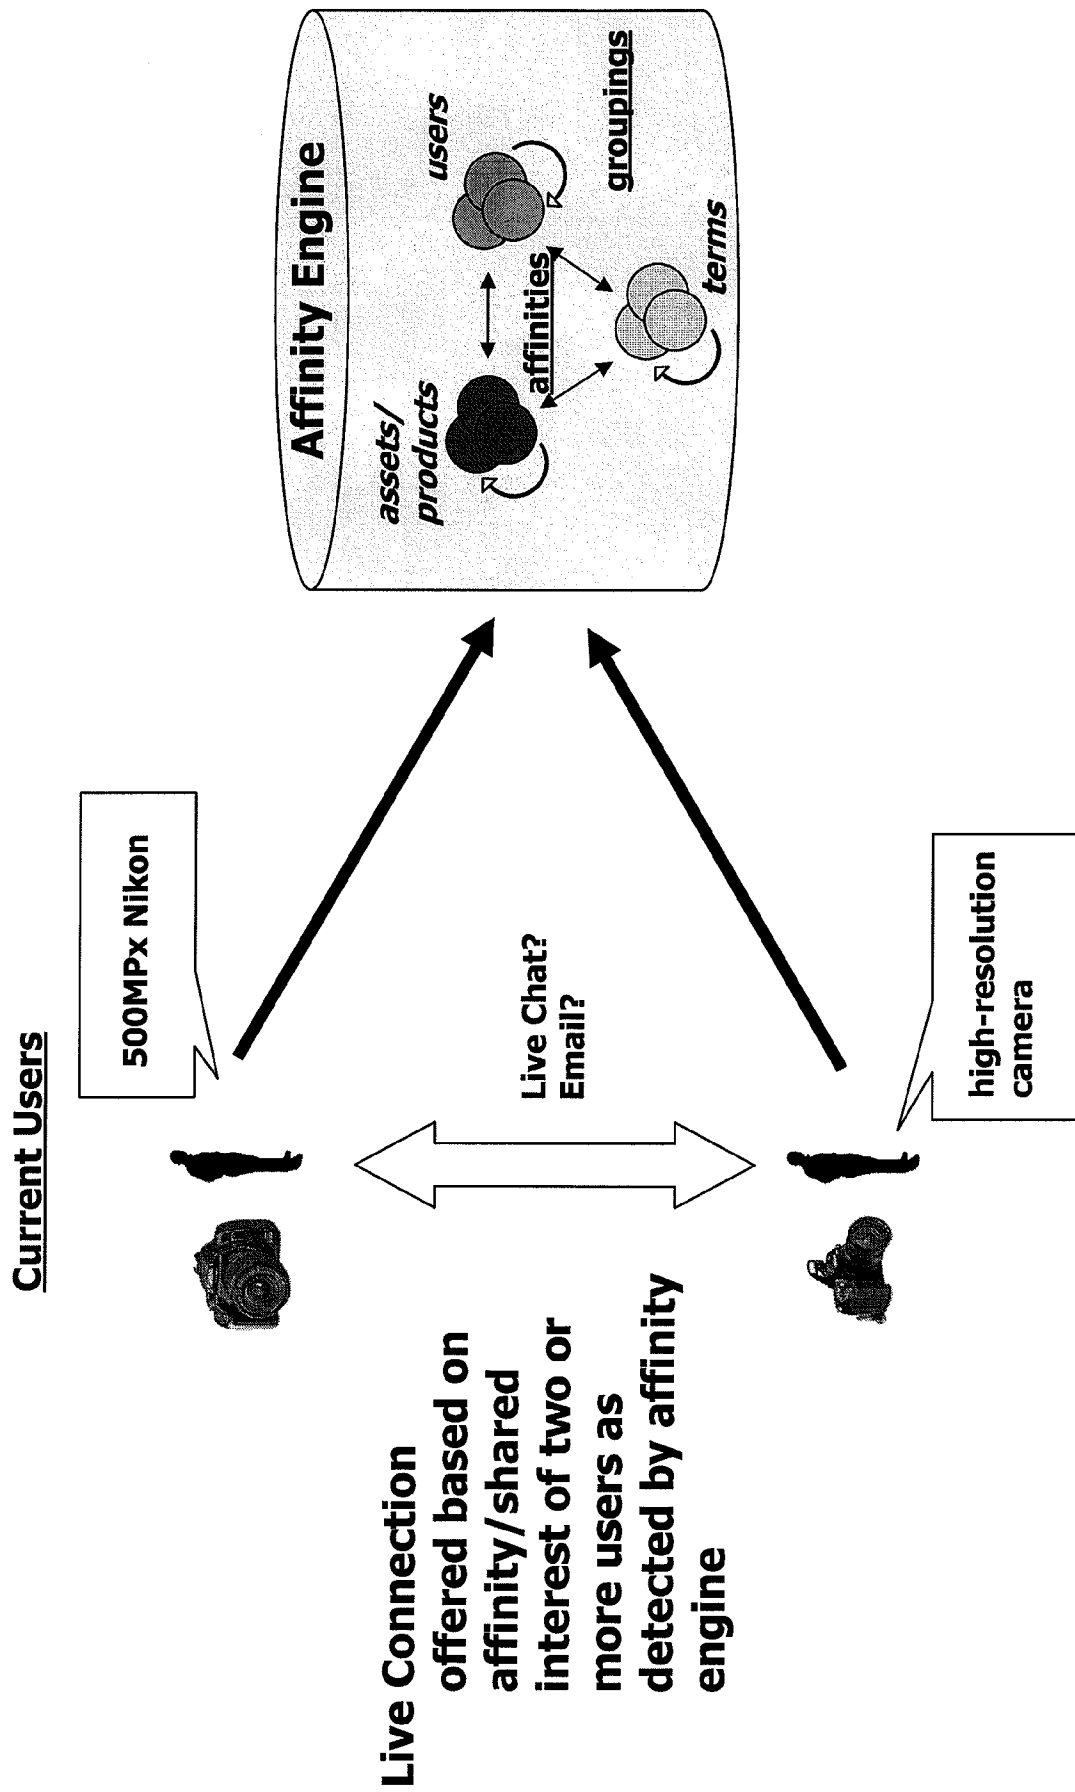 Current Users
500MPx Nikon
Live Connection
offered based on
affinity/shared
interest of two or
more users as
detected by affinity
engine
Live Chat?
Email?
high-resolution
camera
Affinity Engine
assets/
products
users
affinities
terms
groupings